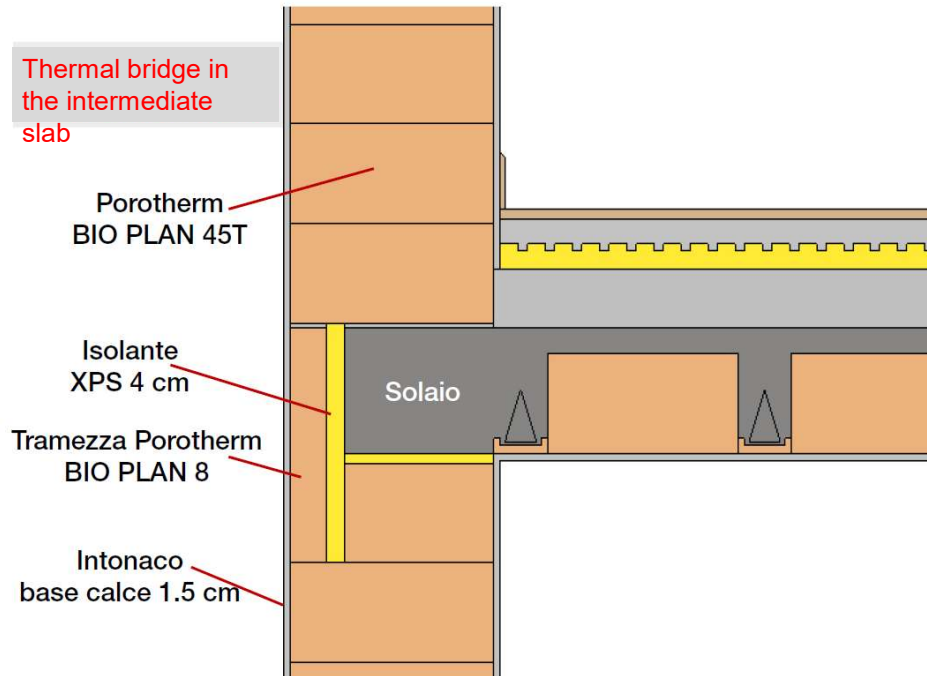 Thermal bridge in
the intermediate
slab
Porotherm
BIO PLAN 45T
Isolante
XPS 4 cm
Solaio
Tramezza Porotherm
BIO PLAN 8
Intonaco
base calce 1.5 cm